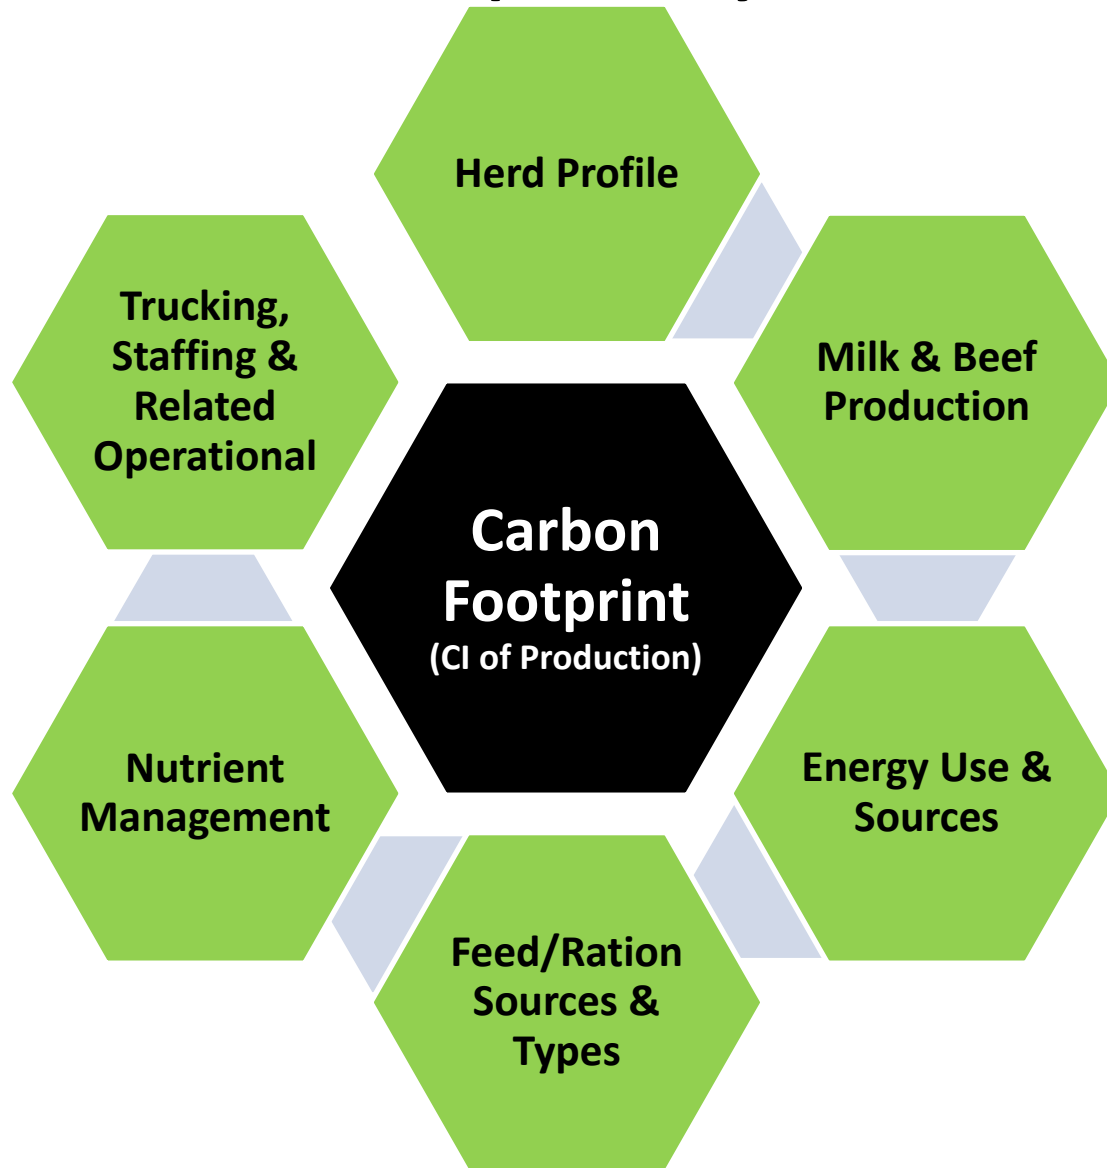 Herd Profile
Milk & Beef
Production
Energy Use &
Sources
Feed/Ration
Sources &
Types
Nutrient
Management
Trucking,
Staffing &
Related
Operational
Carbon
Footprint
(CI of Production)